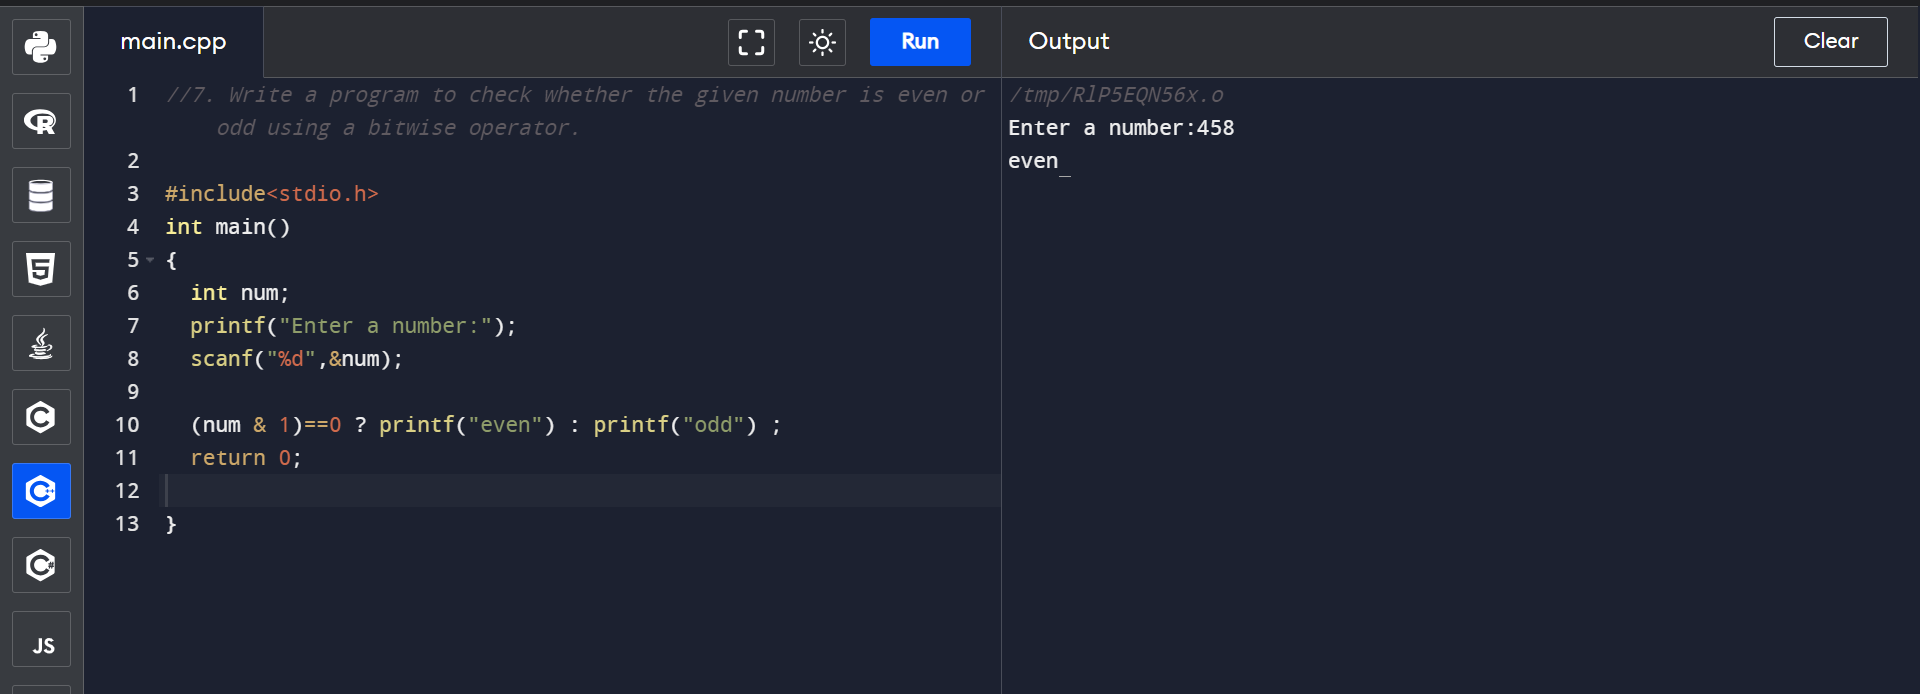 main.cpp
Run
Output
Clear
1 //7. Write a program to check whether the given number is even or
odd using a bitwise operator.
2
3 #include<stdio.h>
4 int main()
5 {
6 int num;
7 printf("Enter a number:");
8 scanf("%d",&num);
9
10 (num & 1)==0 ? printf("even") : printf("odd") ;
11 return 0;
12
13 }
/tmp/RlP5EQN56x.o
Enter a number:458
even_
R
5
C
C++
C#
JS